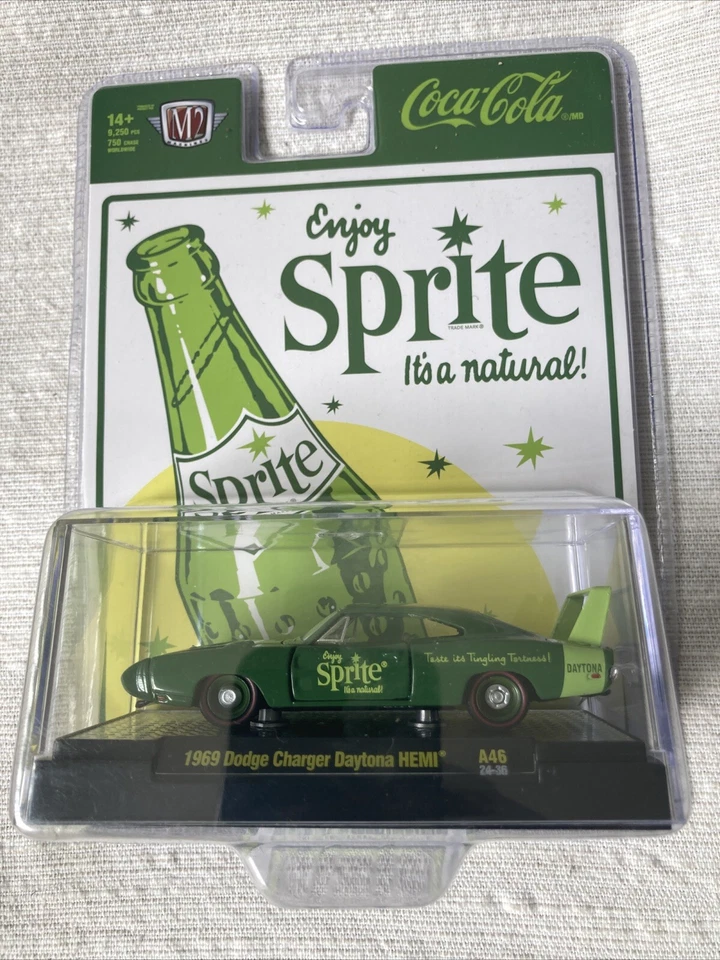 14+
9,250 PCS
750 CHASE
WORLDWIDE
M2
MACHINES
Coca-Cola ®/MD
Enjoy
Sprite
TRADE MARK ®
It's a natural!
Sprite
Enjoy
Sprite®
It's a natural!
Taste its Tingling Tartness!
DAYTONA
1969 Dodge Charger Daytona HEMI® A46
24-36